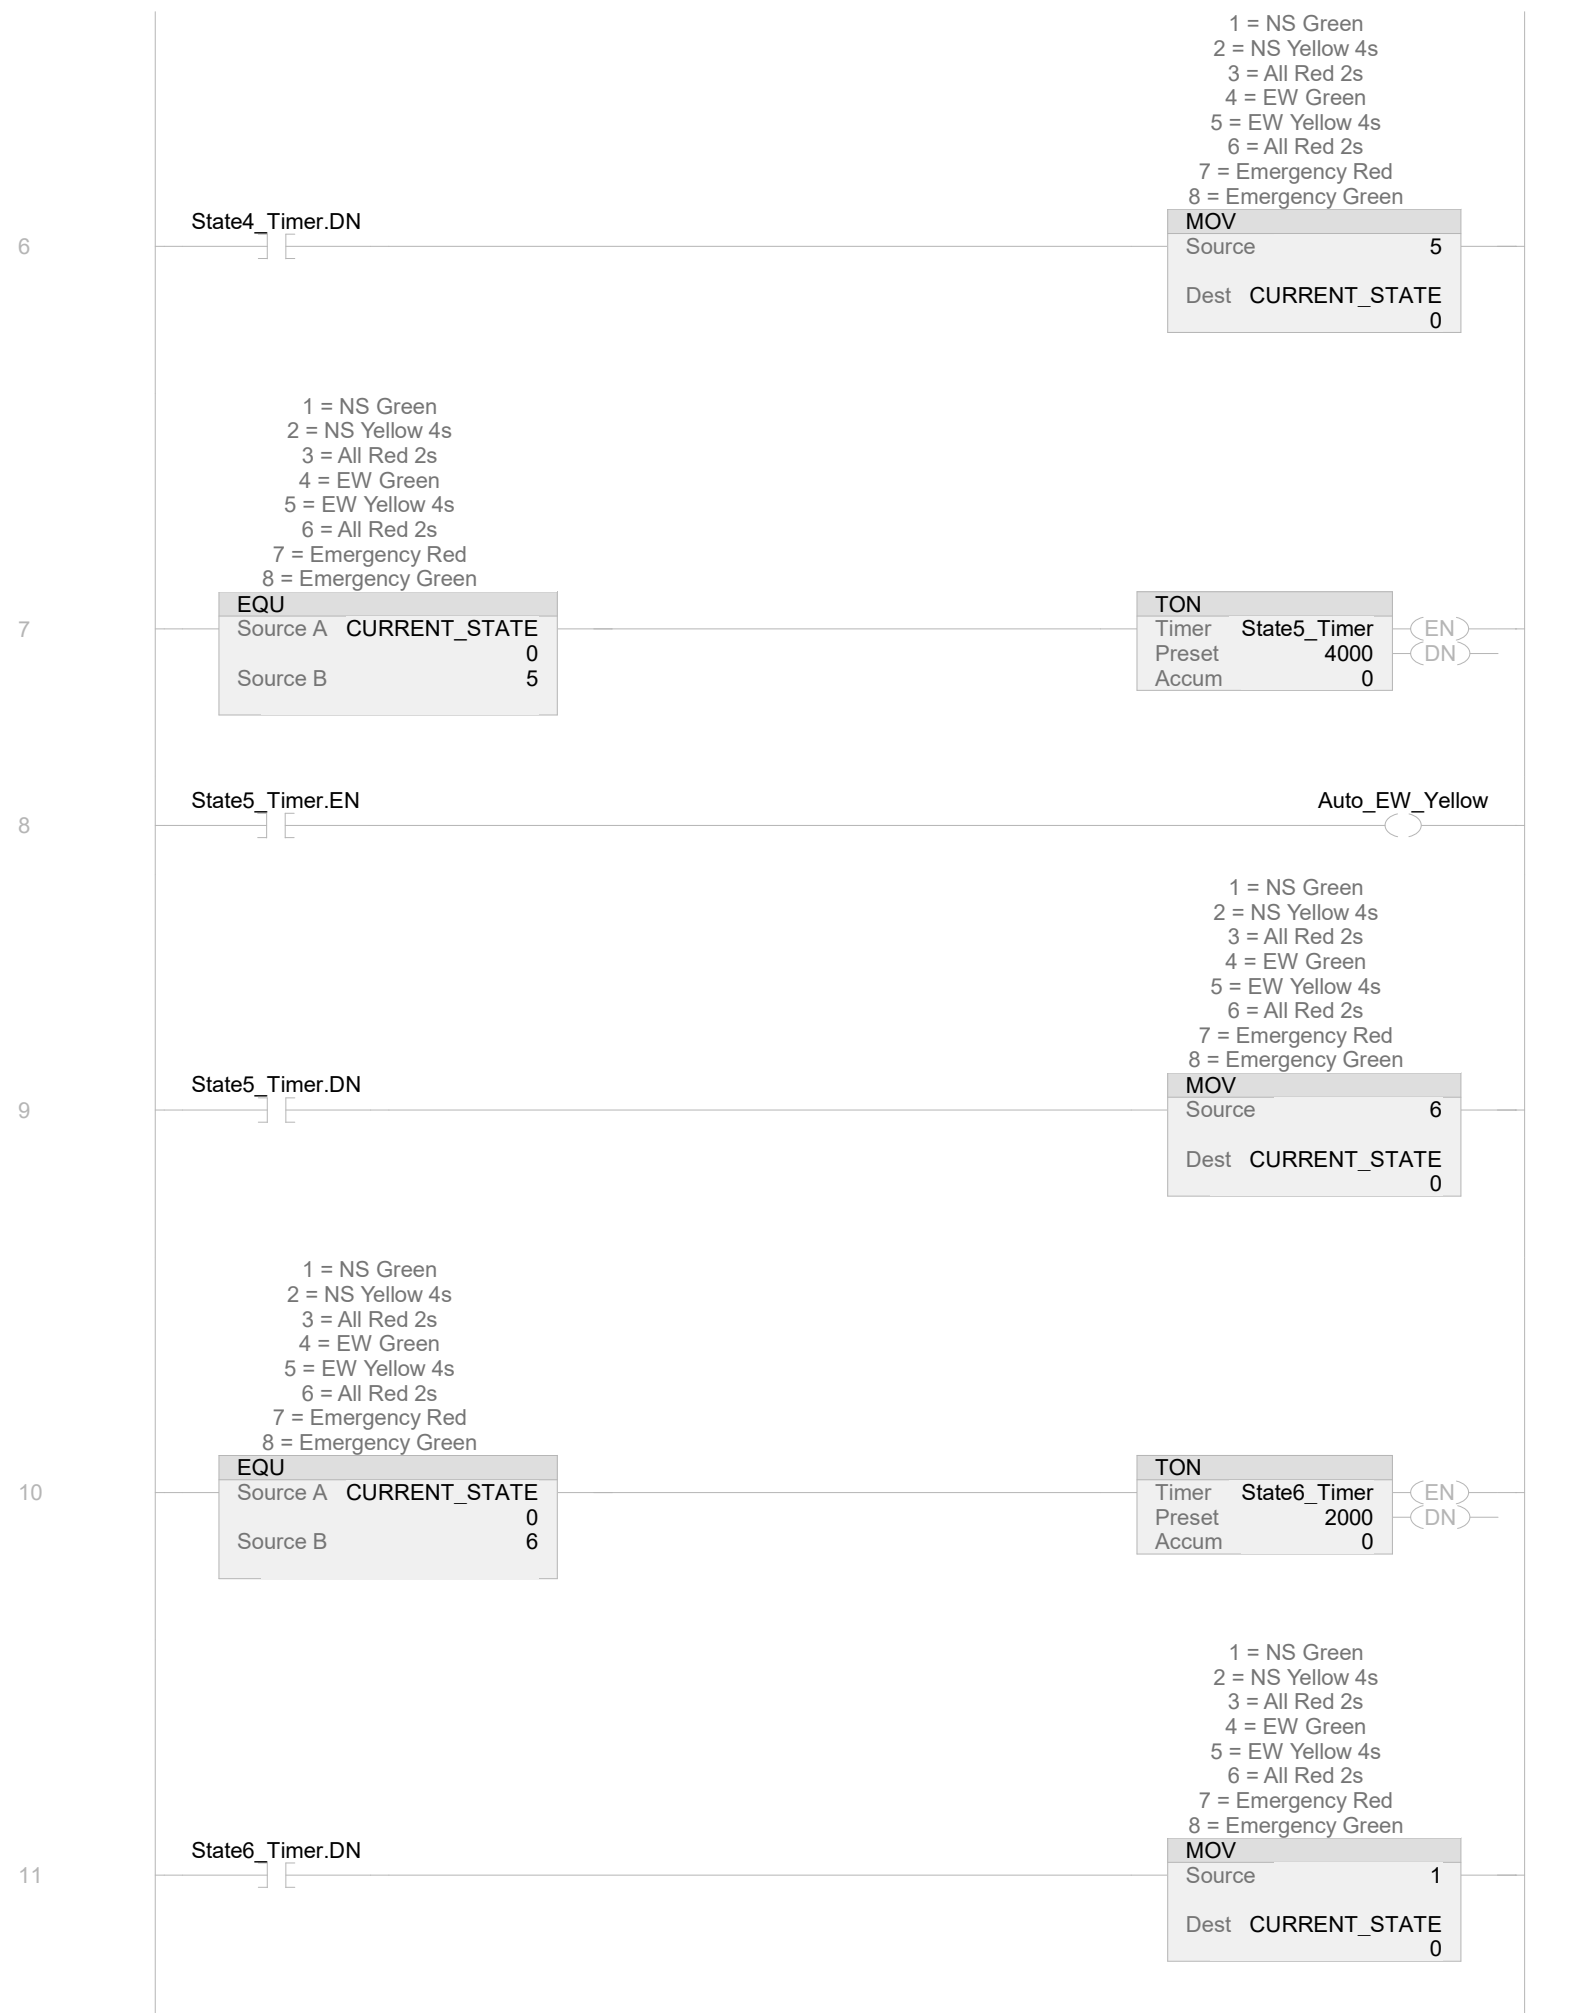 1 = NS Green
2 = NS Yellow 4s
3 = All Red 2s
4 = EW Green
5 = EW Yellow 4s
6 = All Red 2s
7 = Emergency Red
8 = Emergency Green
State4_Timer.DN
MOV
6
Source 5
Dest CURRENT_STATE
0
1 = NS Green
2 = NS Yellow 4s
3 = All Red 2s
4 = EW Green
5 = EW Yellow 4s
6 = All Red 2s
7 = Emergency Red
8 = Emergency Green
7
EQU
Source A CURRENT_STATE
0
Source B 5
TON
Timer State5_Timer
Preset 4000
Accum 0
EN
DN
State5_Timer.EN
Auto_EW_Yellow
8
1 = NS Green
2 = NS Yellow 4s
3 = All Red 2s
4 = EW Green
5 = EW Yellow 4s
6 = All Red 2s
7 = Emergency Red
8 = Emergency Green
State5_Timer.DN
MOV
9
Source 6
Dest CURRENT_STATE
0
1 = NS Green
2 = NS Yellow 4s
3 = All Red 2s
4 = EW Green
5 = EW Yellow 4s
6 = All Red 2s
7 = Emergency Red
8 = Emergency Green
10
EQU
Source A CURRENT_STATE
0
Source B 6
TON
Timer State6_Timer
Preset 2000
Accum 0
EN
DN
1 = NS Green
2 = NS Yellow 4s
3 = All Red 2s
4 = EW Green
5 = EW Yellow 4s
6 = All Red 2s
7 = Emergency Red
8 = Emergency Green
State6_Timer.DN
MOV
11
Source 1
Dest CURRENT_STATE
0